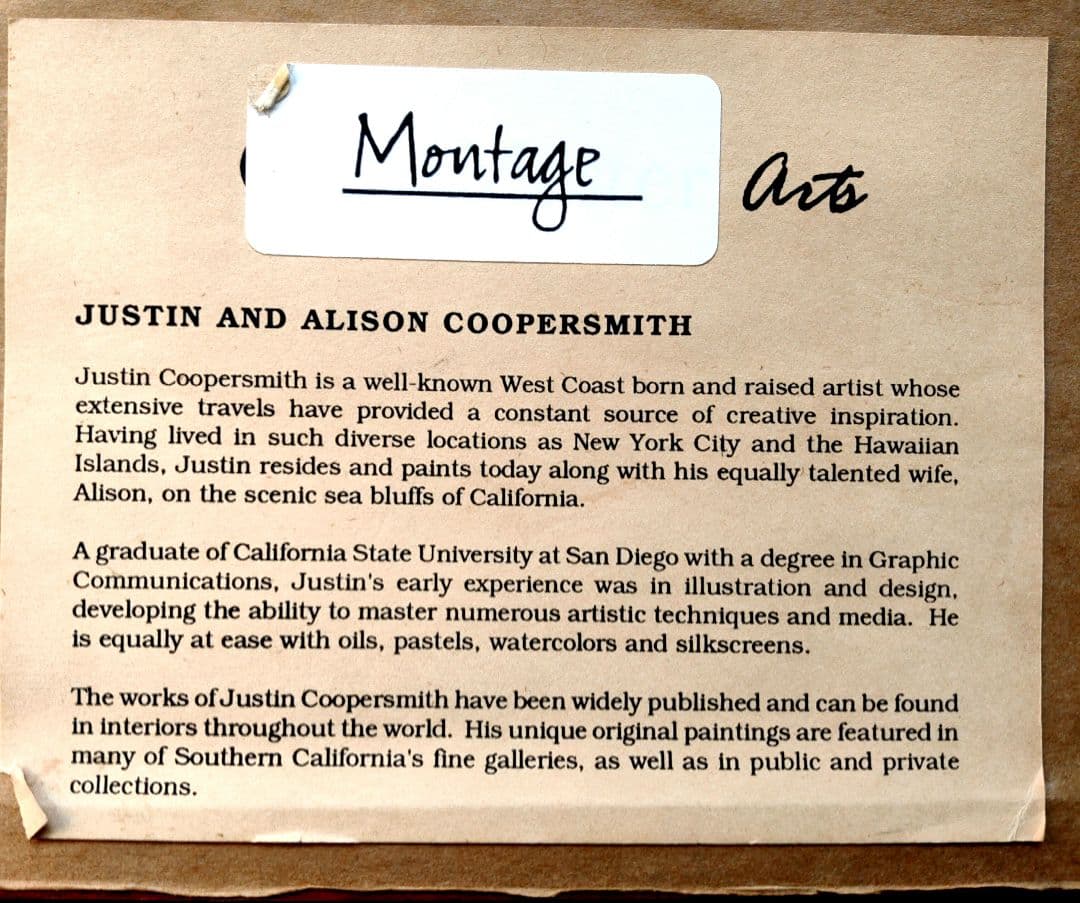 Montage Arts
JUSTIN AND ALISON COOPERSMITH
Justin Coopersmith is a well-known West Coast born and raised artist whose
extensive travels have provided a constant source of creative inspiration.
Having lived in such diverse locations as New York City and the Hawaiian
Islands, Justin resides and paints today along with his equally talented wife,
Alison, on the scenic sea bluffs of California.
A graduate of California State University at San Diego with a degree in Graphic
Communications, Justin's early experience was in illustration and design,
developing the ability to master numerous artistic techniques and media. He
is equally at ease with oils, pastels, watercolors and silkscreens.
The works of Justin Coopersmith have been widely published and can be found
in interiors throughout the world. His unique original paintings are featured in
many of Southern California's fine galleries, as well as in public and private
collections.